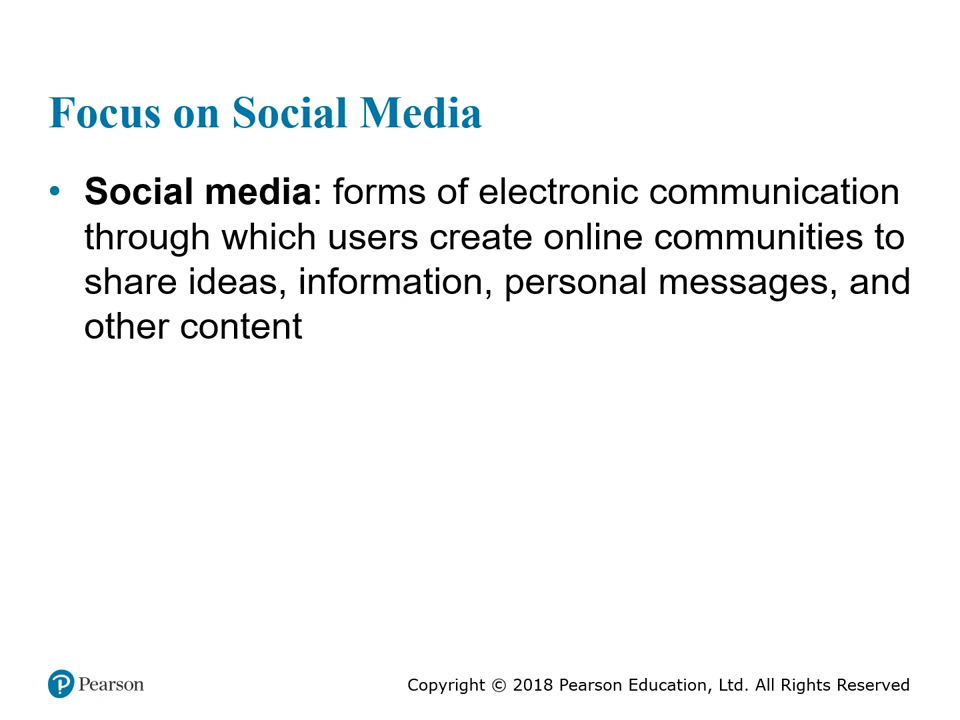 Focus on Social Media
• Social media: forms of electronic communication
through which users create online communities to
share ideas, information, personal messages, and
other content
Pearson
Copyright © 2018 Pearson Education, Ltd. All Rights Reserved